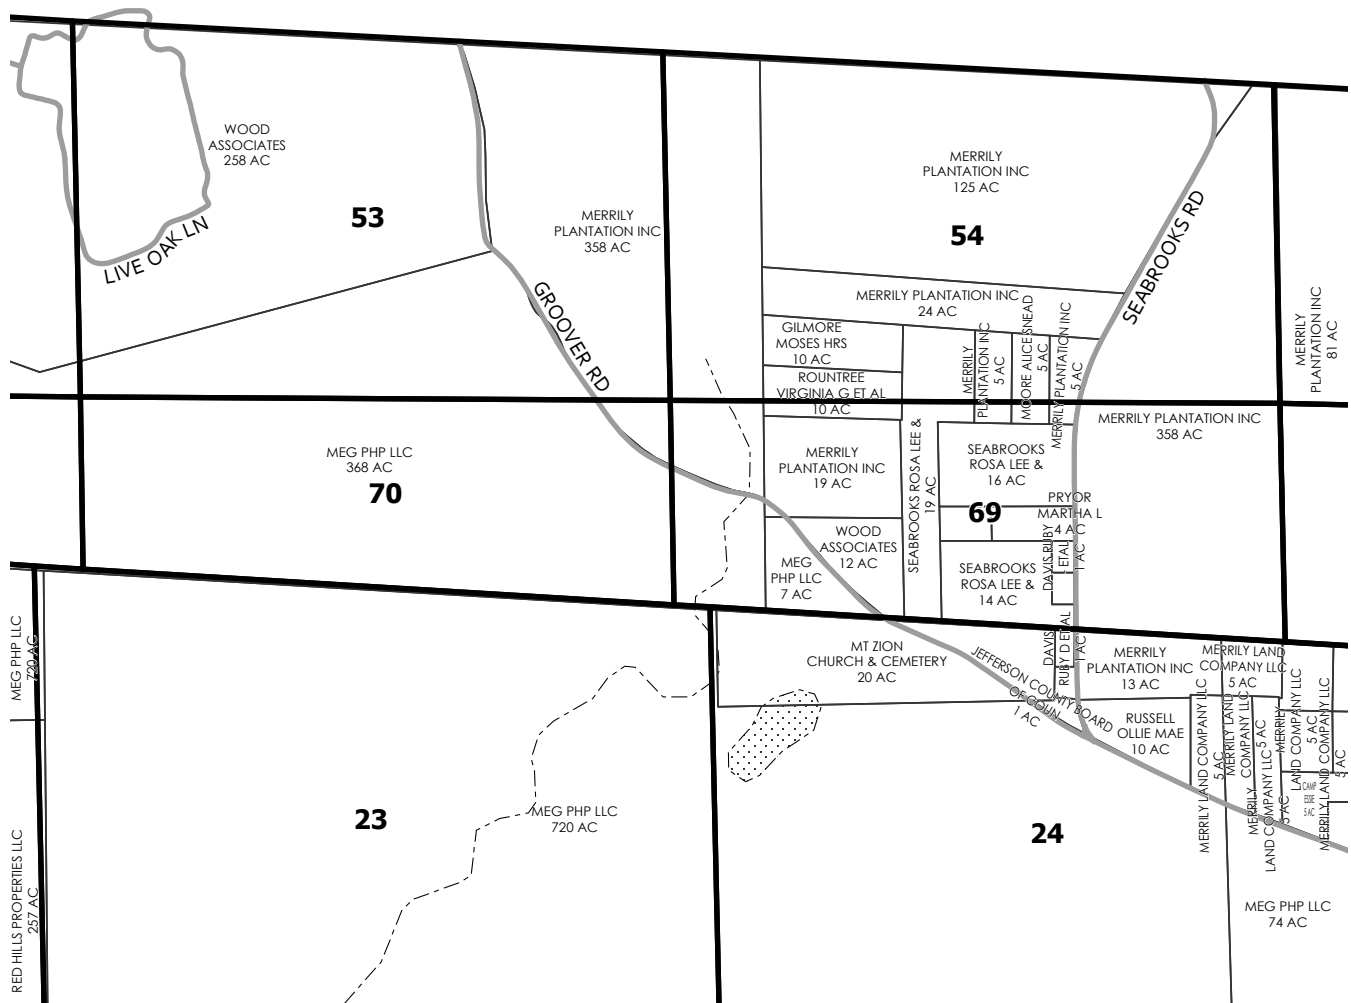 WOOD
ASSOCIATES
258 AC
53
LIVE OAK LN
MERRILY
PLANTATION INC
358 AC
GROOVER RD
MERRILY
PLANTATION INC
125 AC
54
SEABROOKS RD
MERRILY PLANTATION INC
24 AC
MERRILY
PLANTATION INC
81 AC
GILMORE
MOSES HRS
10 AC
ROUNTREE
VIRGINIA G ET AL
10 AC
MERRILY
PLANTATION INC
5 AC
MOORE ALICE SNEAD
5 AC
MERRILY PLANTATION INC
5 AC
MERRILY PLANTATION INC
358 AC
MEG PHP LLC
368 AC
70
MERRILY
PLANTATION INC
19 AC
SEABROOKS ROSA LEE &
19 AC
SEABROOKS
ROSA LEE &
16 AC
69
PRYOR
MARTHA L
4 AC
WOOD
ASSOCIATES
12 AC
MEG
PHP LLC
7 AC
SEABROOKS
ROSA LEE &
14 AC
DAVIS RUBY
ETAL
1 AC
MEG PHP LLC
720 AC
MT ZION
CHURCH & CEMETERY
20 AC
JEFFERSON COUNTY BOARD
OF COUN
1 AC
DAVIS
RUBY D ETAL
1 AC
MERRILY
PLANTATION INC
13 AC
MERRILY LAND
COMPANY LLC
5 AC
RUSSELL
OLLIE MAE
10 AC
MERRILY LAND COMPANY LLC
5 AC
MERRILY LAND
COMPANY LLC
5 AC
MERRILY
LAND COMPANY LLC
5 AC
MERRILY
LAND COMPANY LLC
5 AC
MERRILY LAND COMPANY LLC
5 AC
CAMP
ESSIE
5 AC
23
MEG PHP LLC
720 AC
24
RED HILLS PROPERTIES LLC
257 AC
MEG PHP LLC
74 AC